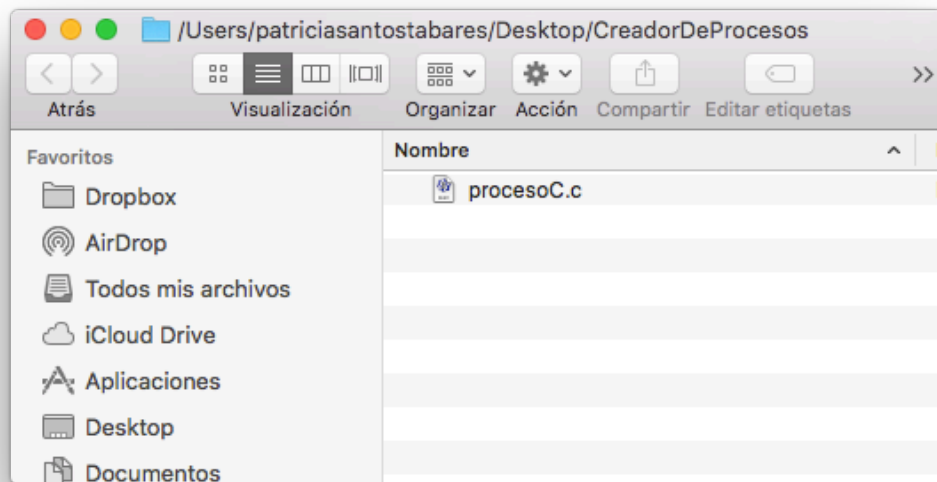 /Users/patriciasantostabares/Desktop/CreadorDeProcesos
Atrás Visualización Organizar Acción Compartir Editar etiquetas
Favoritos
Dropbox
AirDrop
Todos mis archivos
iCloud Drive
Aplicaciones
Desktop
Documentos
Nombre
procesoC.c